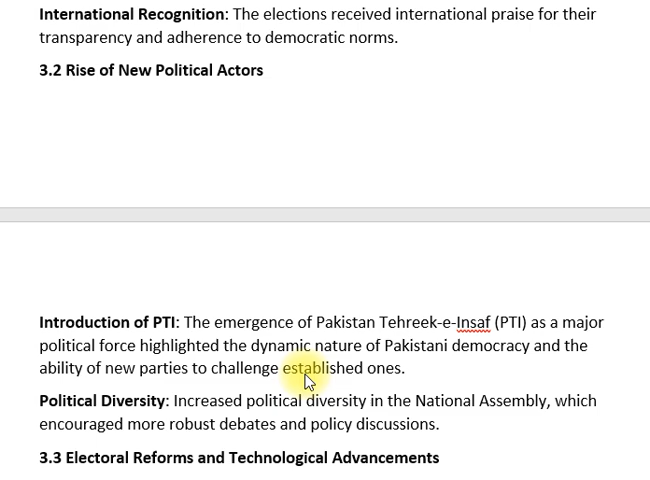 International Recognition: The elections received international praise for their
transparency and adherence to democratic norms.
3.2 Rise of New Political Actors
Introduction of PTI: The emergence of Pakistan Tehreek-e-Insaf (PTI) as a major
political force highlighted the dynamic nature of Pakistani democracy and the
ability of new parties to challenge established ones.
Political Diversity: Increased political diversity in the National Assembly, which
encouraged more robust debates and policy discussions.
3.3 Electoral Reforms and Technological Advancements